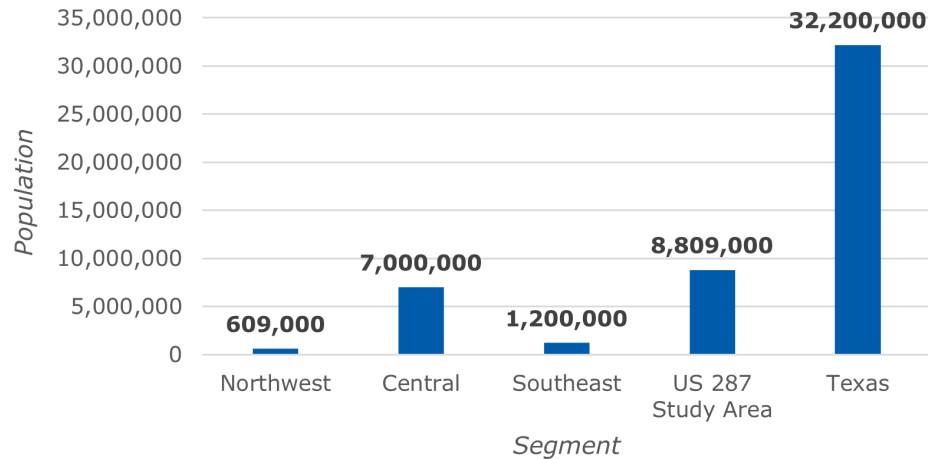 35,000,000
30,000,000
25,000,000
20,000,000
15,000,000
10,000,000
5,000,000
0
Population
609,000
7,000,000
1,200,000
8,809,000
32,200,000
Northwest
Central
Southeast
US 287
Study Area
Texas
Segment